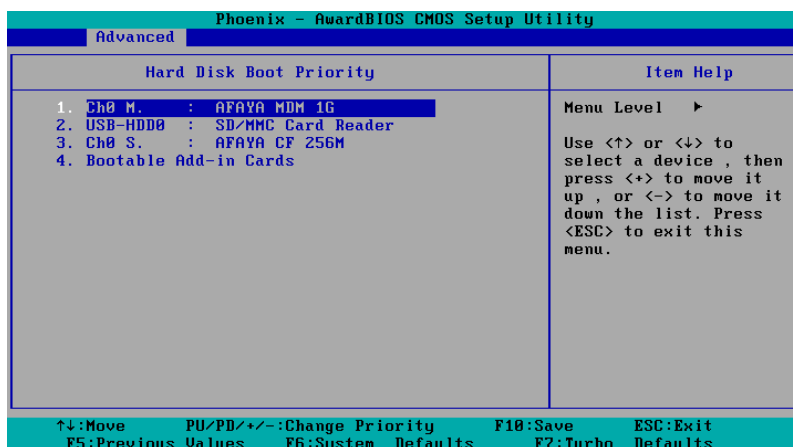 Phoenix - AwardBIOS CMOS Setup Utility
Advanced
Hard Disk Boot Priority
1. Ch0 M. : AFAYA MDM 1G
2. USB-HDD0 : SD/MMC Card Reader
3. Ch0 S. : AFAYA CF 256M
4. Bootable Add-in Cards
Item Help
Menu Level ▶
Use <↑> or <↓> to
select a device , then
press <+> to move it
up , or <-> to move it
down the list. Press
<ESC> to exit this
menu.
↑↓:Move PU/PD/+/-:Change Priority F10:Save ESC:Exit
F5:Previous Values F6:System Defaults F7:Turbo Defaults